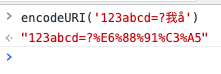 > encodeURI('123abcd=?我å')
< "123abcd=?%E6%88%91%C3%A5"
>